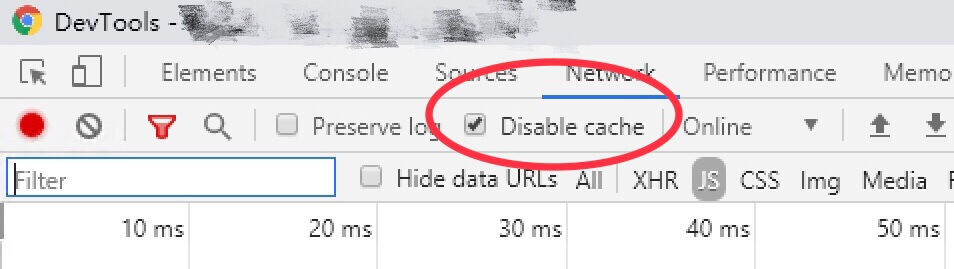 DevTools -
Elements Console Sources Network Performance Memo
Preserve log Disable cache Online
Filter Hide data URLs All XHR JS CSS Img Media F
10 ms 20 ms 30 ms 40 ms 50 ms